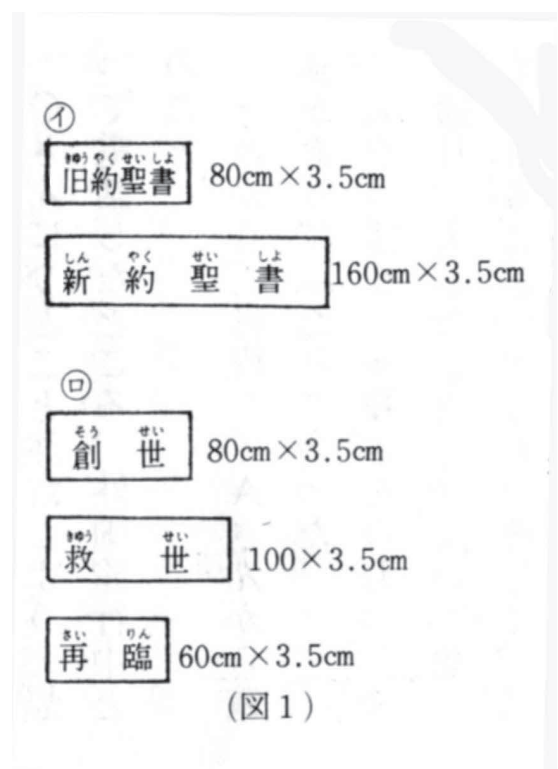 ㋑
きゅうやくせいしよ
旧約聖書 80cm×3.5cm
しんやくせいしよ
新約聖書 160cm×3.5cm
㋺
そうせい
創世 80cm×3.5cm
きゅうせい
救世 100×3.5cm
さいりん
再臨 60cm×3.5cm
(図1)